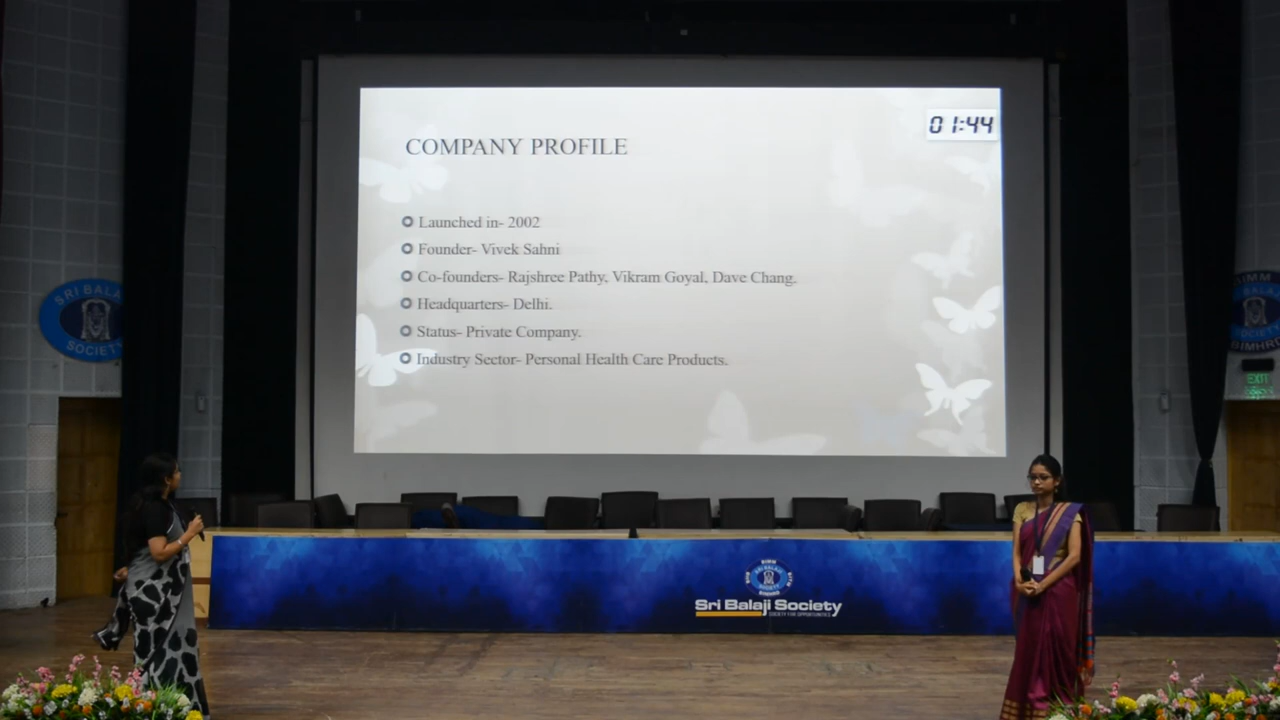 01:44
COMPANY PROFILE
Launched in- 2002
Founder- Vivek Sahni
Co-founders- Rajshree Pathy, Vikram Goyal, Dave Chang.
Headquarters- Delhi.
Status- Private Company.
Industry Sector- Personal Health Care Products.
SRI BALAJI
SOCIETY
BIMHRD
EXIT
Sri Balaji Society
SOCIETY FOR OPPORTUNITIES